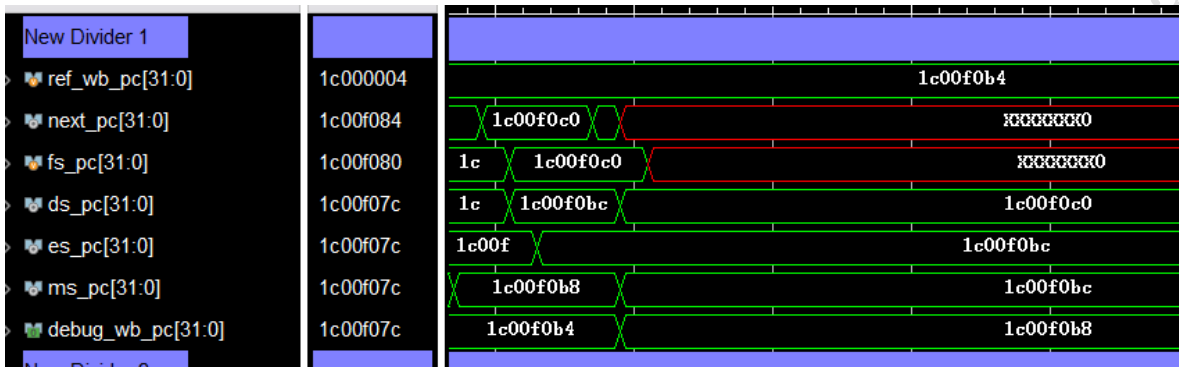 New Divider 1
ref_wb_pc[31:0] 1c000004 1c00f0b4
next_pc[31:0] 1c00f084 1c00f0c0 XXXXXXX0
fs_pc[31:0] 1c00f080 1c 1c00f0c0 XXXXXXX0
ds_pc[31:0] 1c00f07c 1c 1c00f0bc 1c00f0c0
es_pc[31:0] 1c00f07c 1c00f 1c00f0bc
ms_pc[31:0] 1c00f07c 1c00f0b8 1c00f0bc
debug_wb_pc[31:0] 1c00f07c 1c00f0b4 1c00f0b8